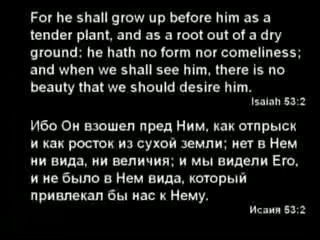 For he shall grow up before him as a
tender plant, and as a root out of a dry
ground: he hath no form nor comeliness;
and when we shall see him, there is no
beauty that we should desire him.
Isaiah 53:2
Ибо Он взошел пред Ним, как отпрыск
и как росток из сухой земли; нет в Нем
ни вида, ни величия; и мы видели Его,
и не было в Нем вида, который
привлекал бы нас к Нему.
Исаия 53:2